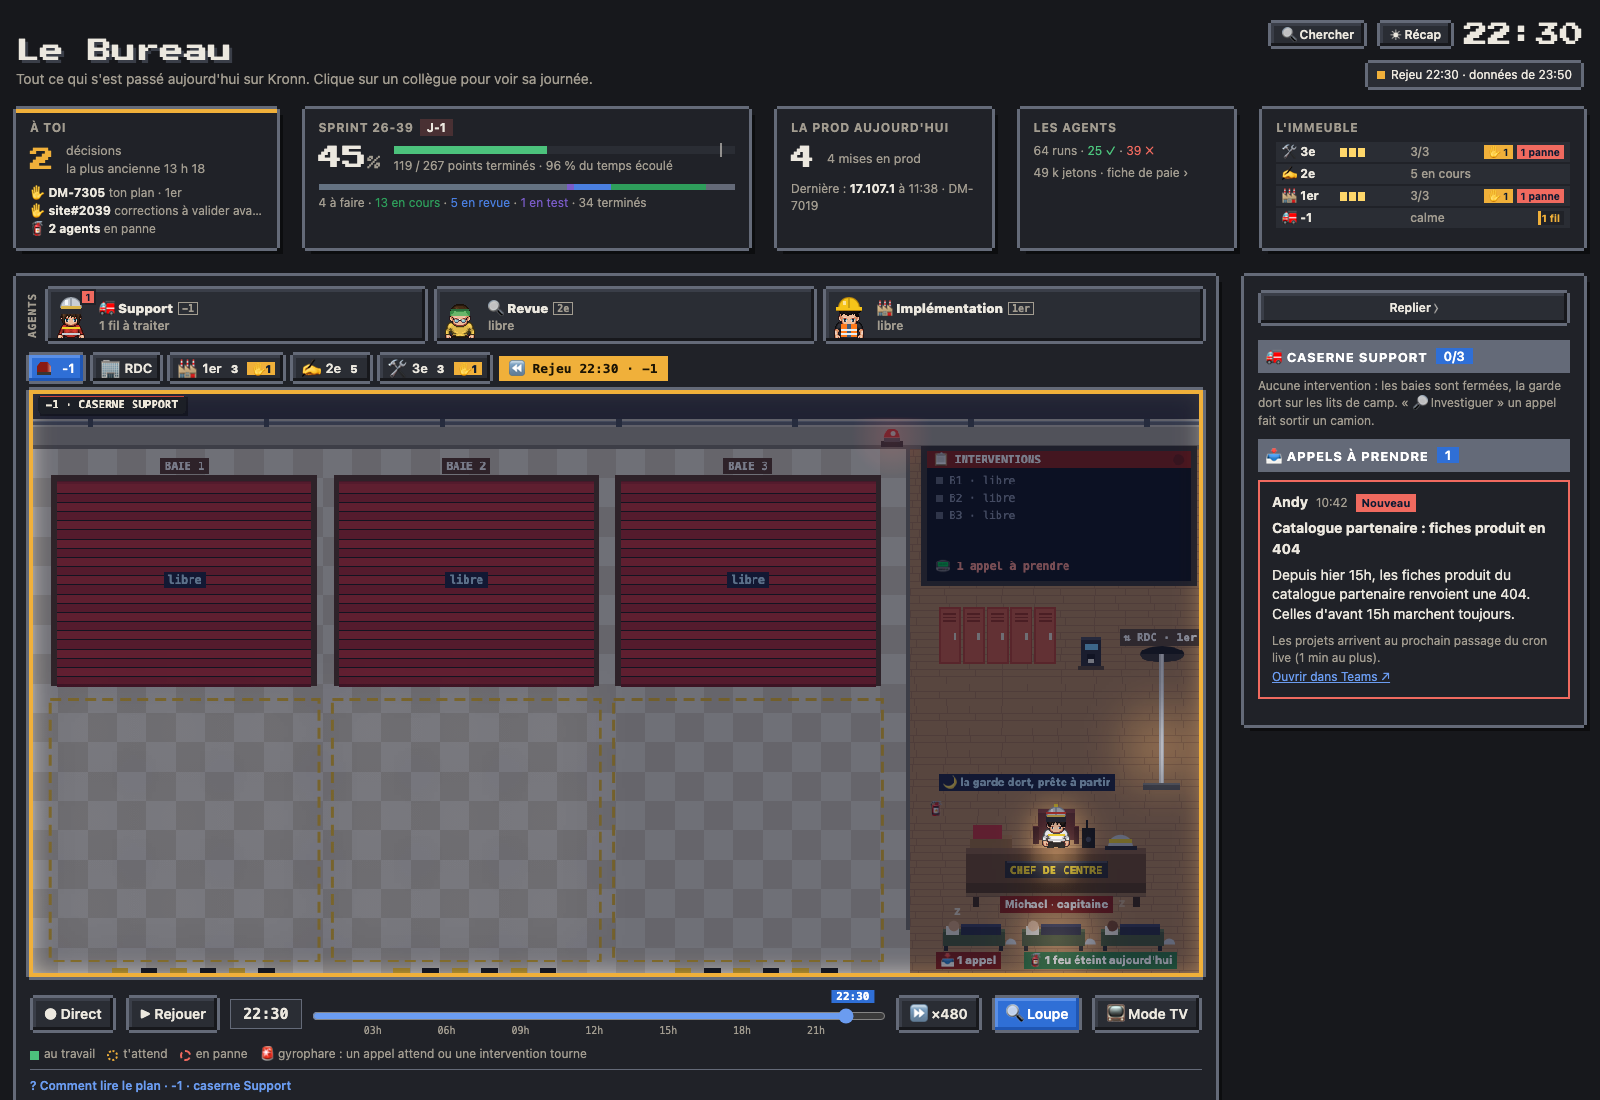 Le Bureau
Tout ce qui s'est passé aujourd'hui sur Kronn. Clique sur un collègue pour voir sa journée.
Chercher
Récap
22:30
Rejeu 22:30 · données de 23:50
À TOI
2 décisions
la plus ancienne 13 h 18
DM-7305 ton plan · 1er
site#2039 corrections à valider ava…
2 agents en panne
SPRINT 26-39 J-1
45%
119 / 267 points terminés · 96 % du temps écoulé
4 à faire · 13 en cours · 5 en revue · 1 en test · 34 terminés
LA PROD AUJOURD'HUI
4 4 mises en prod
Dernière : 17.107.1 à 11:38 · DM-
7019
LES AGENTS
64 runs · 25 ✓ · 39 ✕
49 k jetons · fiche de paie ›
L'IMMEUBLE
3e 3/3 1 1 panne
2e 5 en cours
1er 3/3 1 1 panne
-1 calme 1 fil
AGENTS
1
Support -1
1 fil à traiter
Revue 2e
libre
Implémentation 1er
libre
-1
RDC
1er 3 1
2e 5
3e 3 1
Rejeu 22:30 · -1
-1 · CASERNE SUPPORT
BAIE 1
BAIE 2
BAIE 3
libre
libre
libre
INTERVENTIONS
B1 · libre
B2 · libre
B3 · libre
1 appel à prendre
⇅ RDC · 1er
la garde dort, prête à partir
CHEF DE CENTRE
Michael · capitaine
z
z
1 appel
1 feu éteint aujourd'hui
Direct
Rejouer
22:30
22:30
03h 06h 09h 12h 15h 18h 21h
×480
Loupe
Mode TV
au travail
t'attend
en panne
gyrophare : un appel attend ou une intervention tourne
? Comment lire le plan · -1 · caserne Support
Replier ›
CASERNE SUPPORT 0/3
Aucune intervention : les baies sont fermées, la garde
dort sur les lits de camp. « 🔎 Investiguer » un appel
fait sortir un camion.
APPELS À PRENDRE 1
Andy 10:42 Nouveau
Catalogue partenaire : fiches produit en
404
Depuis hier 15h, les fiches produit du
catalogue partenaire renvoient une 404.
Celles d'avant 15h marchent toujours.
Les projets arrivent au prochain passage du cron
live (1 min au plus).
Ouvrir dans Teams ↗